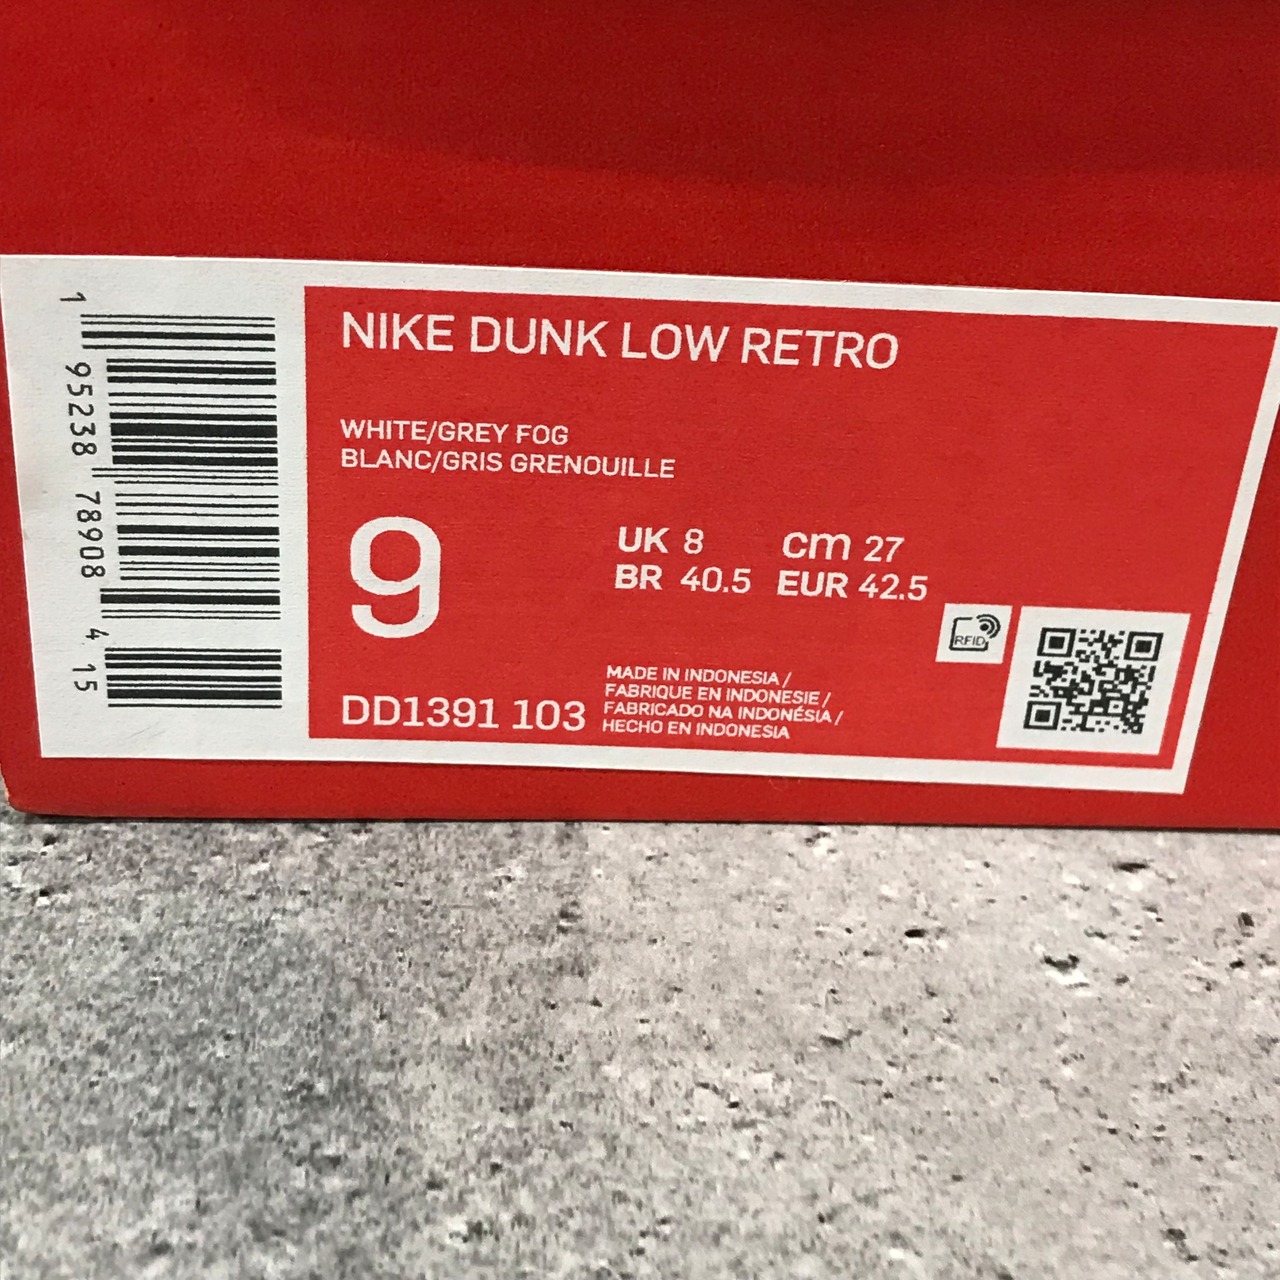 1 95238 78908 4 15
NIKE DUNK LOW RETRO
WHITE/GREY FOG
BLANC/GRIS GRENOUILLE
9
UK 8 cm 27
BR 40.5 EUR 42.5
RFID
DD1391 103
MADE IN INDONESIA /
FABRIQUE EN INDONESIE /
FABRICADO NA INDONÉSIA /
HECHO EN INDONESIA